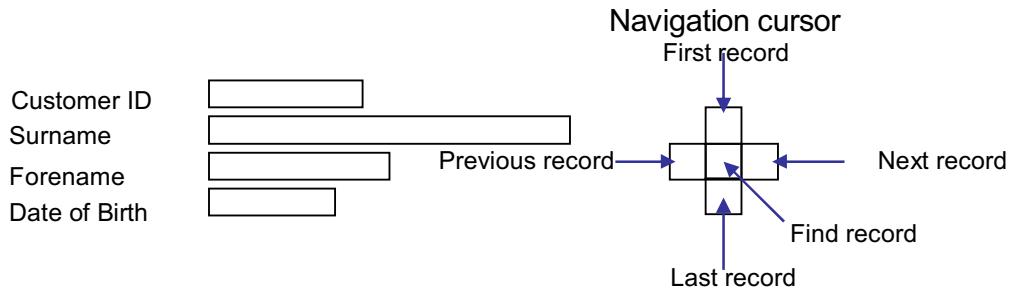 Navigation cursor
First record
Customer ID
Surname
Forename
Previous record
Next record
Date of Birth
Find record
Last record